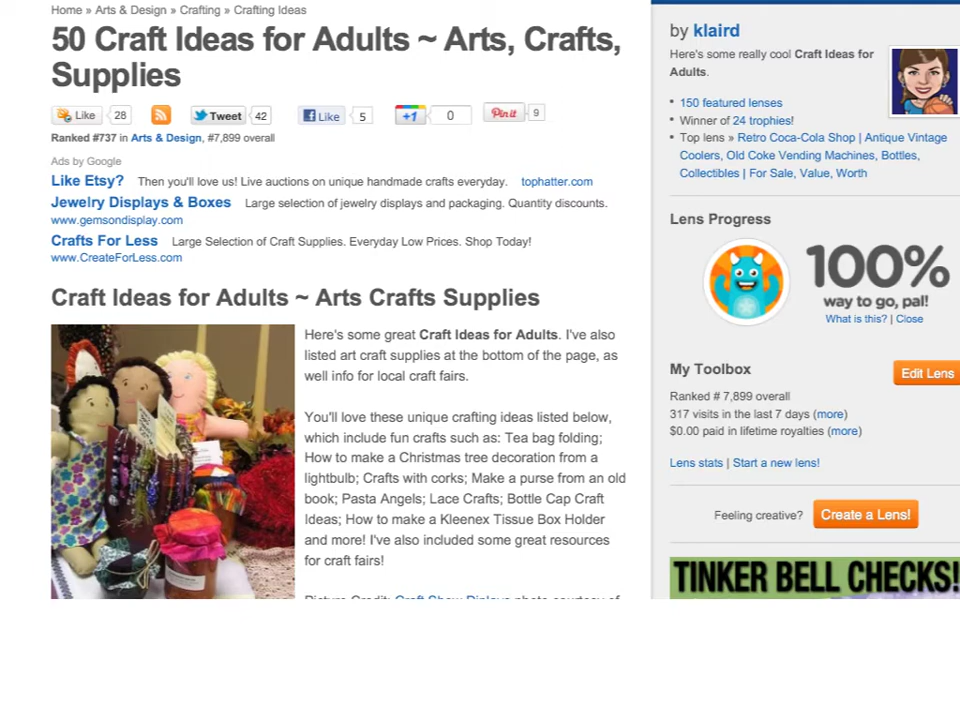 Home » Arts & Design » Crafting » Crafting Ideas
50 Craft Ideas for Adults ~ Arts, Crafts,
Supplies
Like 28 Tweet 42 Like 5 +1 0 Pin it 9
Ranked #737 in Arts & Design, #7,899 overall
Ads by Google
Like Etsy? Then you'll love us! Live auctions on unique handmade crafts everyday. tophatter.com
Jewelry Displays & Boxes Large selection of jewelry displays and packaging. Quantity discounts.
www.gemsondisplay.com
Crafts For Less Large Selection of Craft Supplies. Everyday Low Prices. Shop Today!
www.CreateForLess.com
Craft Ideas for Adults ~ Arts Crafts Supplies
Here's some great Craft Ideas for Adults. I've also
listed art craft supplies at the bottom of the page, as
well info for local craft fairs.
You'll love these unique crafting ideas listed below,
which include fun crafts such as: Tea bag folding;
How to make a Christmas tree decoration from a
lightbulb; Crafts with corks; Make a purse from an old
book; Pasta Angels; Lace Crafts; Bottle Cap Craft
Ideas; How to make a Kleenex Tissue Box Holder
and more! I've also included some great resources
for craft fairs!
Picture Credit: Craft Show Displays photo courtesy of
by klaird
Here's some really cool Craft Ideas for
Adults.
• 150 featured lenses
• Winner of 24 trophies!
• Top lens » Retro Coca-Cola Shop | Antique Vintage
Coolers, Old Coke Vending Machines, Bottles,
Collectibles | For Sale, Value, Worth
Lens Progress
100%
way to go, pal!
What is this? | Close
My Toolbox
Edit Lens
Ranked # 7,899 overall
317 visits in the last 7 days (more)
$0.00 paid in lifetime royalties (more)
Lens stats | Start a new lens!
Feeling creative? Create a Lens!
TINKER BELL CHECKS!